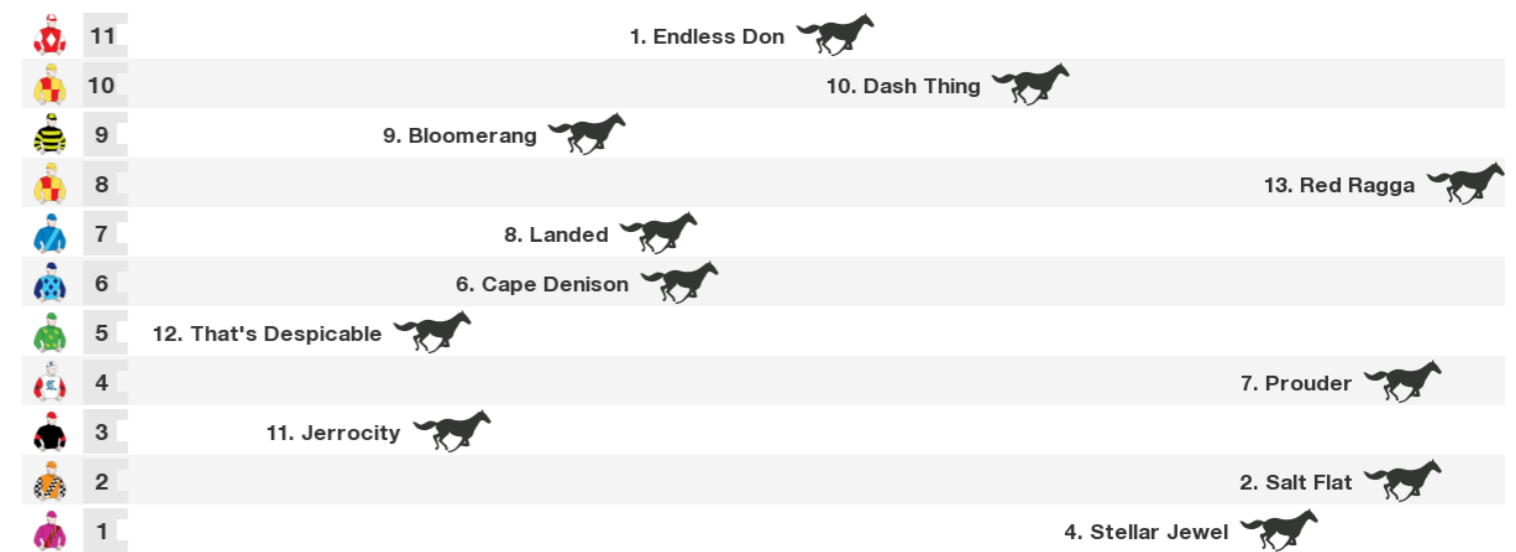 11 1. Endless Don
10 10. Dash Thing
9 9. Bloomerang
8 13. Red Ragga
7 8. Landed
6 6. Cape Denison
5 12. That's Despicable
4 7. Prouder
3 11. Jerrocity
2 2. Salt Flat
1 4. Stellar Jewel